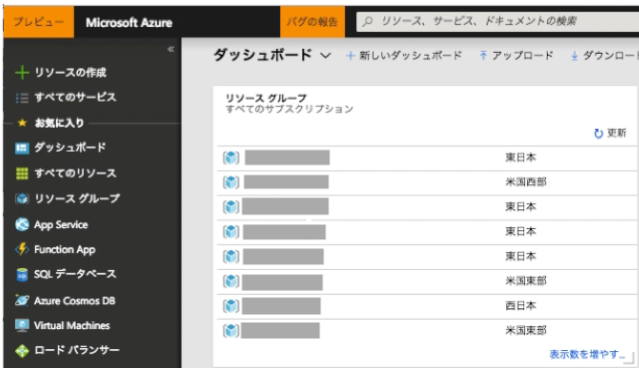 プレビュー
Microsoft Azure
バグの報告
リソース、サービス、ドキュメントの検索
«
リソースの作成
すべてのサービス
お気に入り
ダッシュボード
すべてのリソース
リソース グループ
App Service
Function App
SQL データベース
Azure Cosmos DB
Virtual Machines
ロード バランサー
ダッシュボード
新しいダッシュボード
アップロード
ダウンロー
リソース グループ
すべてのサブスクリプション
更新
東日本
米国西部
東日本
東日本
東日本
米国東部
西日本
米国東部
表示数を増やす...